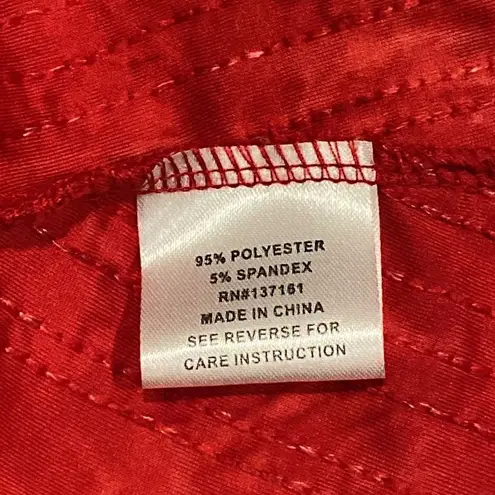 95% POLYESTER
5% SPANDEX
RN#137161
MADE IN CHINA
SEE REVERSE FOR
CARE INSTRUCTION